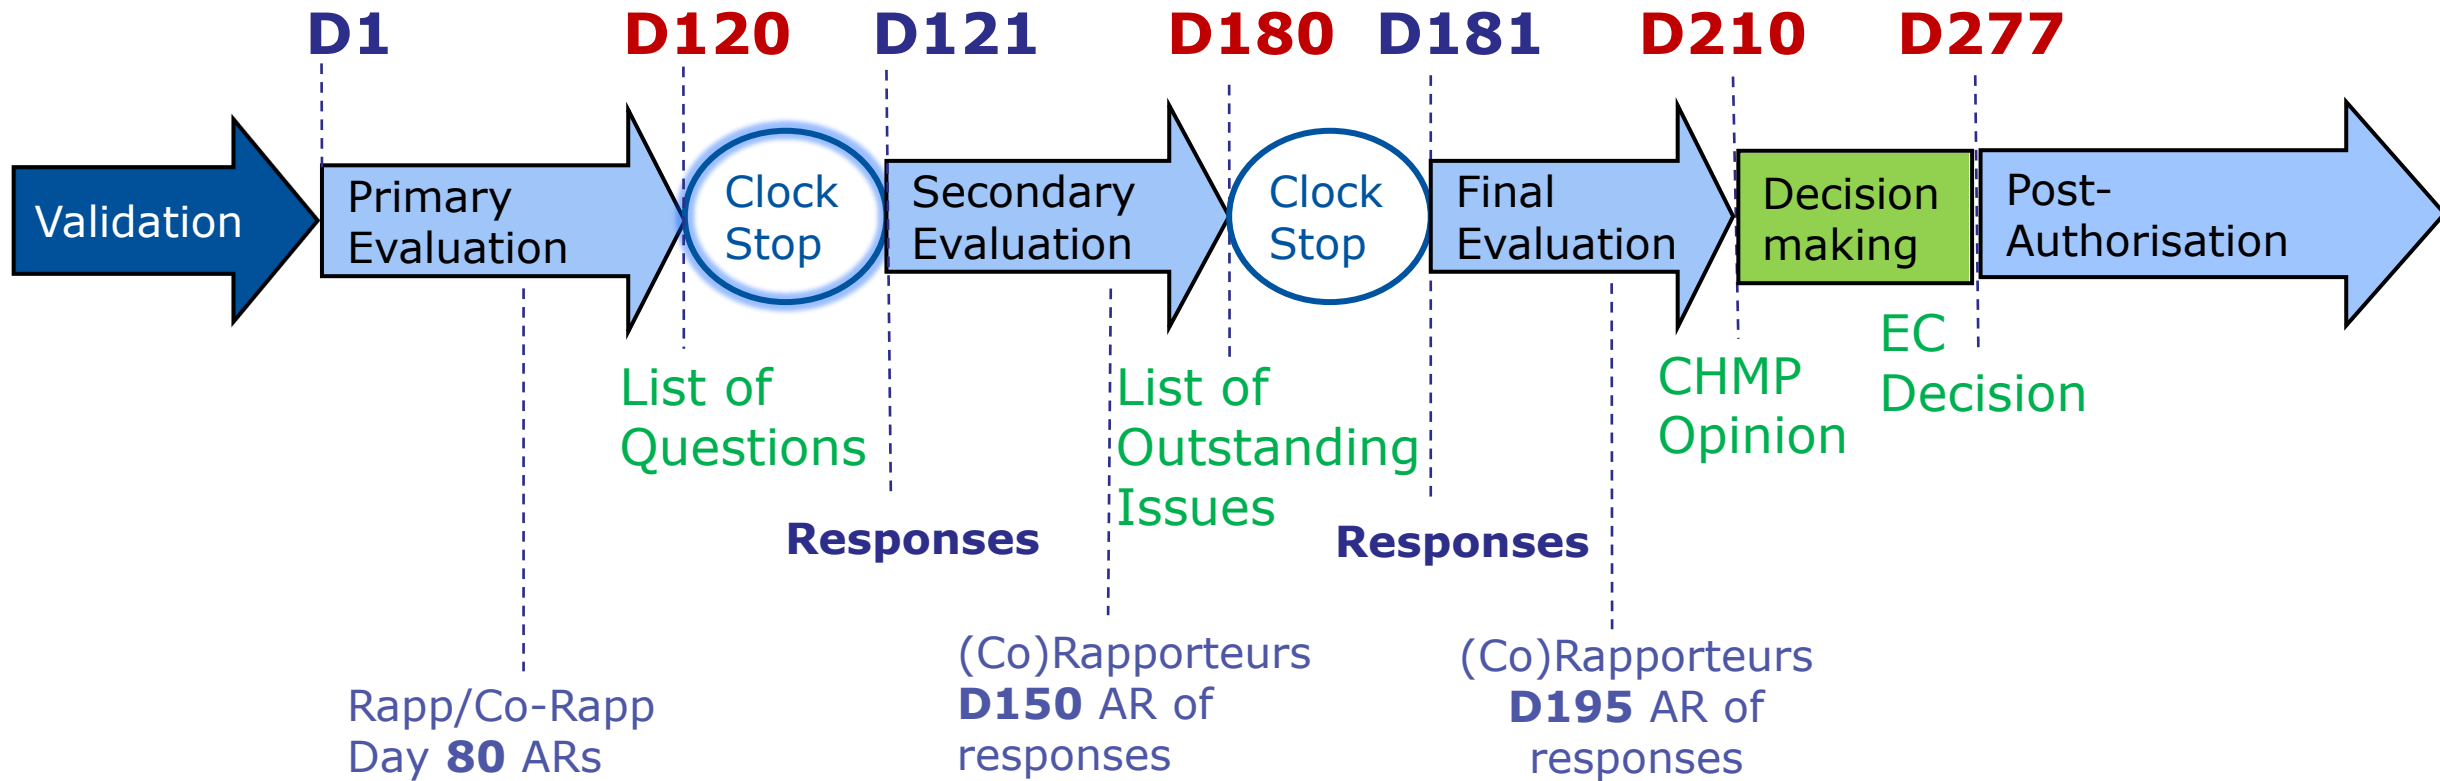 D1
D120
D121
D180
D181
D210
D277
Validation
Primary
Evaluation
Clock
Stop
Secondary
Evaluation
Clock
Stop
Final
Evaluation
Decision
making
Post-
Authorisation
List of
Questions
Responses
List of
Outstanding
Issues
Responses
CHMP
Opinion
EC
Decision
Rapp/Co-Rapp
Day 80 ARs
(Co)Rapporteurs
D150 AR of
responses
(Co)Rapporteurs
D195 AR of
responses